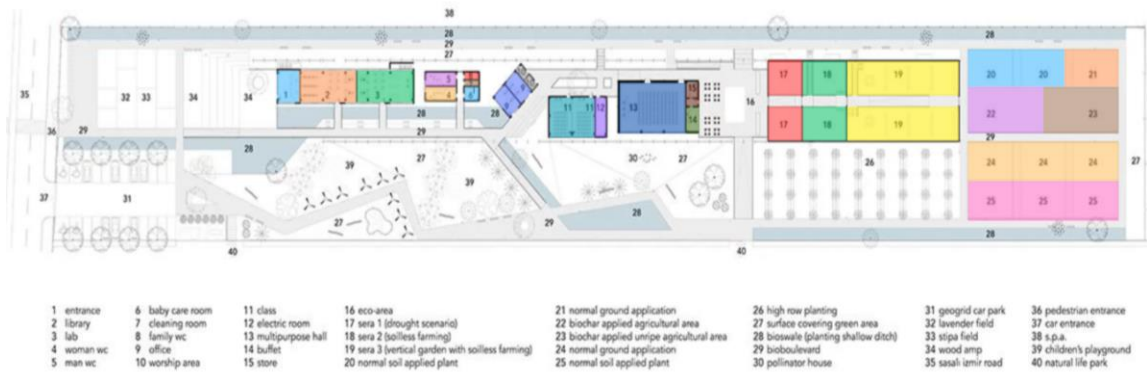 38
28
29
27
28
35
32 33
34
34
1
2
3
5
4
6
9
9
28
28
11
11
12
13
15
14
16
17
18
19
17
18
19
20
20
21
22
23
29
24
24
24
25
25
25
27
36
29
29
28
39
27
39
30
27
26
37
31
27
29
28
28
40
40
1 entrance
2 library
3 lab
4 woman wc
5 man wc
6 baby care room
7 cleaning room
8 family wc
9 office
10 worship area
11 class
12 electric room
13 multipurpose hall
14 buffet
15 store
16 eco-area
17 sera 1 (drought scenario)
18 sera 2 (soilless farming)
19 sera 3 (vertical garden with soilless farming)
20 normal soil applied plant
21 normal ground application
22 biochar applied agricultural area
23 biochar applied unripe agricultural area
24 normal ground application
25 normal soil applied plant
26 high row planting
27 surface covering green area
28 bioswale (planting shallow ditch)
29 bioboulevard
30 pollinator house
31 geogrid car park
32 lavender field
33 stipa field
34 wood amp
35 sasalı izmir road
36 pedestrian entrance
37 car entrance
38 s.p.a.
39 children's playground
40 natural life park